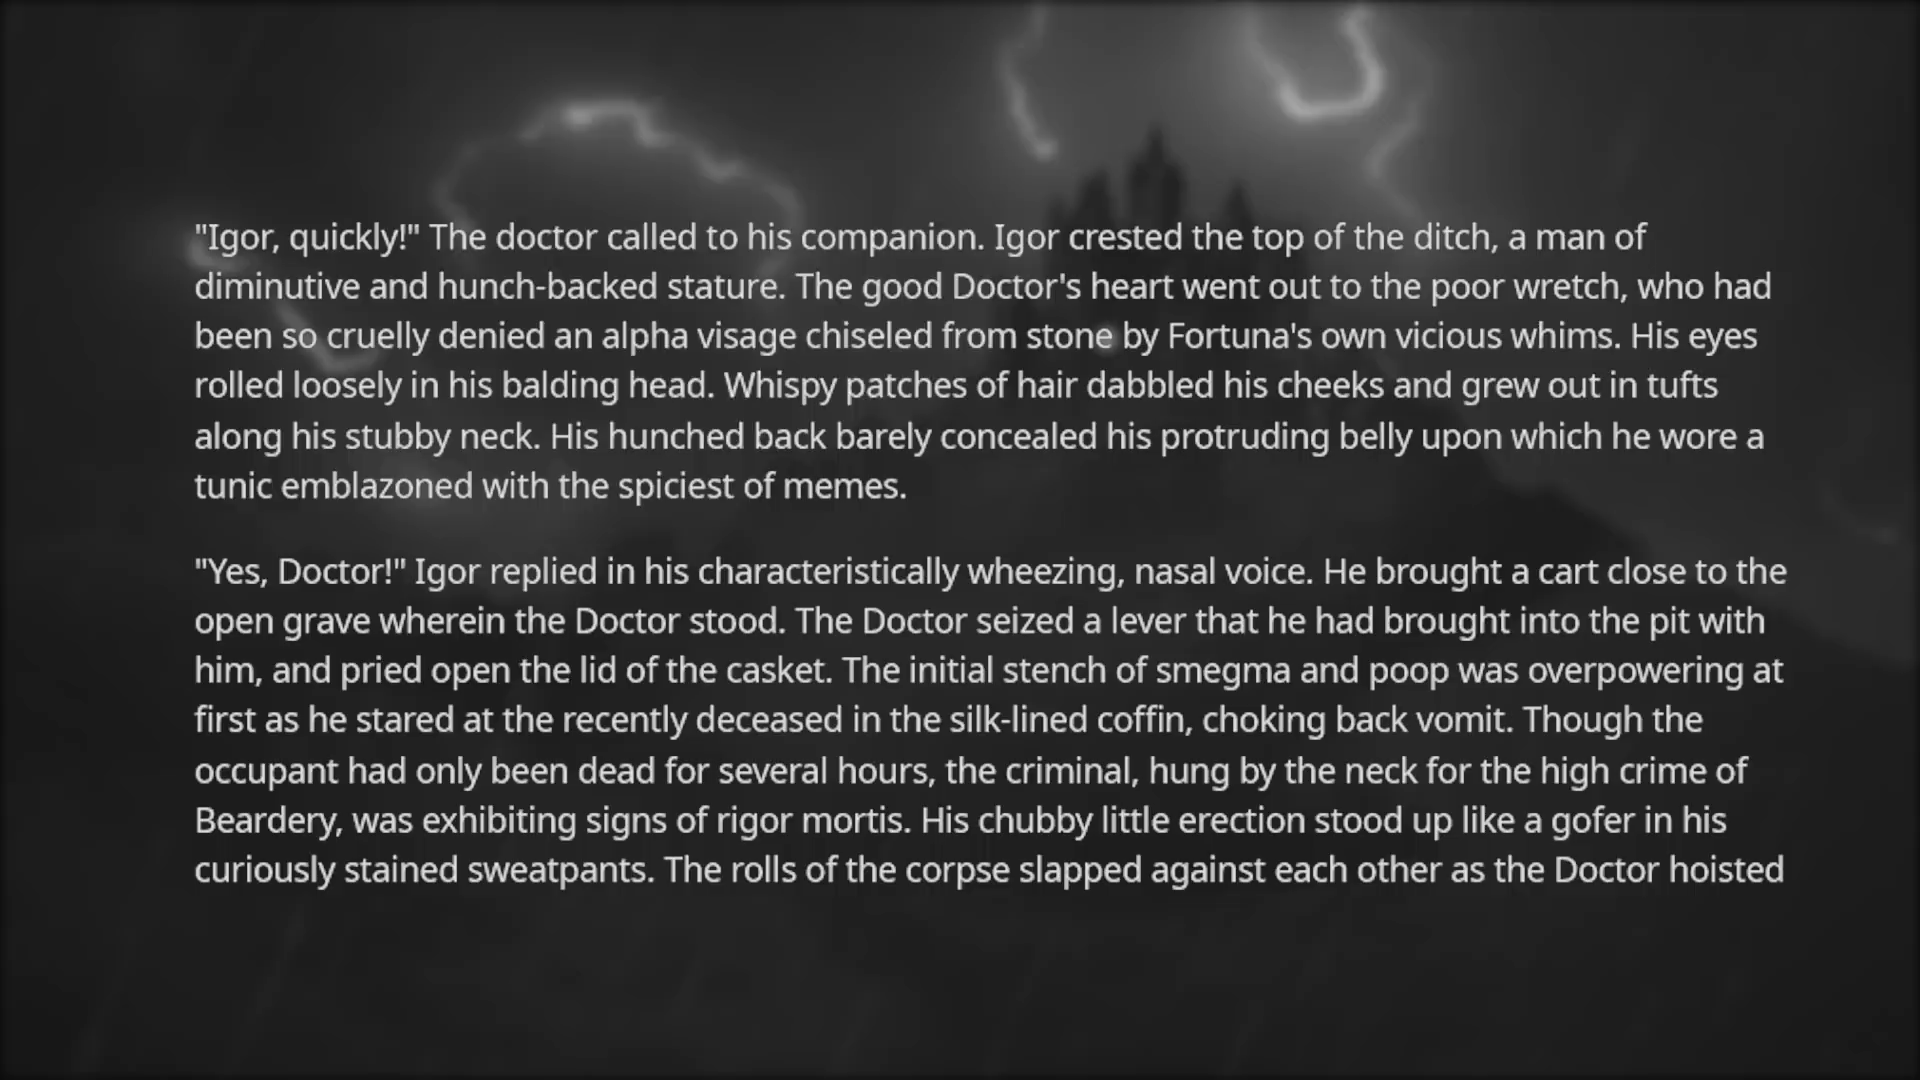 "Igor, quickly!" The doctor called to his companion. Igor crested the top of the ditch, a man of
diminutive and hunch-backed stature. The good Doctor's heart went out to the poor wretch, who had
been so cruelly denied an alpha visage chiseled from stone by Fortuna's own vicious whims. His eyes
rolled loosely in his balding head. Whispy patches of hair dabbled his cheeks and grew out in tufts
along his stubby neck. His hunched back barely concealed his protruding belly upon which he wore a
tunic emblazoned with the spiciest of memes.
"Yes, Doctor!" Igor replied in his characteristically wheezing, nasal voice. He brought a cart close to the
open grave wherein the Doctor stood. The Doctor seized a lever that he had brought into the pit with
him, and pried open the lid of the casket. The initial stench of smegma and poop was overpowering at
first as he stared at the recently deceased in the silk-lined coffin, choking back vomit. Though the
occupant had only been dead for several hours, the criminal, hung by the neck for the high crime of
Beardery, was exhibiting signs of rigor mortis. His chubby little erection stood up like a gofer in his
curiously stained sweatpants. The rolls of the corpse slapped against each other as the Doctor hoisted